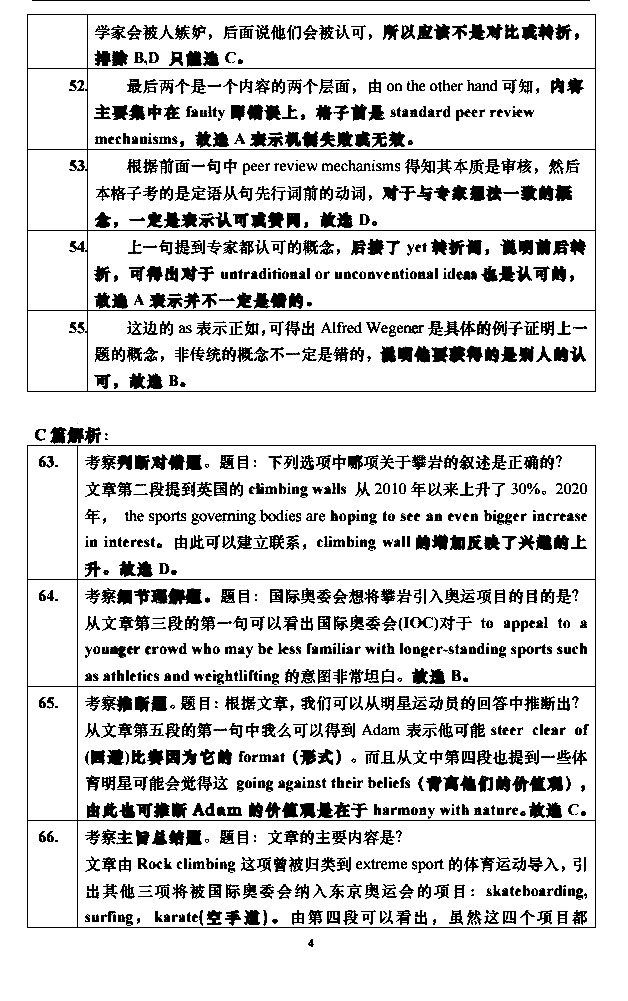 学家会被人嫉妒，后面说他们会被认可，所以应该不是对比或转折，
排除 B,D 只能选 C。
52. 最后两个是一个内容的两个层面，由 on the other hand 可知，内容
主要集中在 faulty 即错误上，格子前是 standard peer review
mechanisms，故选 A 表示机制失败或无效。
53. 根据前面一句中 peer review mechanisms 得知其本质是审核，然后
本格子考的是定语从句先行词前的动词，对于与专家想法一致的概
念，一定是表示认可或赞同，故选 D。
54. 上一句提到专家都认可的概念，后接了 yet 转折词，说明前后转
折，可得出对于 untraditional or unconventional ideas 也是认可的，
故选 A 表示并不一定是错的。
55. 这边的 as 表示正如，可得出 Alfred Wegener 是具体的例子证明上一
题的概念，非传统的概念不一定是错的，说明他要获得的是别人的认
可，故选 B。
C 篇解析：
63. 考察判断对错题。题目：下列选项中哪项关于攀岩的叙述是正确的？
文章第二段提到英国的 climbing walls 从 2010 年以来上升了 30%。2020
年， the sports governing bodies are hoping to see an even bigger increase
in interest。由此可以建立联系，climbing wall 的增加反映了兴趣的上
升。故选 D。
64. 考察细节理解题。题目：国际奥委会想将攀岩引入奥运项目的目的是？
从文章第三段的第一句可以看出国际奥委会(IOC)对于 to appeal to a
younger crowd who may be less familiar with longer-standing sports such
as athletics and weightlifting 的意图非常坦白。故选 B。
65. 考察推断题。题目：根据文章，我们可以从明星运动员的回答中推断出？
从文章第五段的第一句中我么可以得到 Adam 表示他可能 steer clear of
(回避)比赛因为它的 format（形式）。而且从文中第四段也提到一些体
育明星可能会觉得这 going against their beliefs（背离他们的价值观），
由此也可推断 Adam 的价值观是在于 harmony with nature。故选 C。
66. 考察主旨总结题。题目：文章的主要内容是？
文章由 Rock climbing 这项曾被归类到 extreme sport 的体育运动导入，引
出其他三项将被国际奥委会纳入东京奥运会的项目：skateboarding,
surfing， karate(空手道)。由第四段可以看出，虽然这四个项目都
4